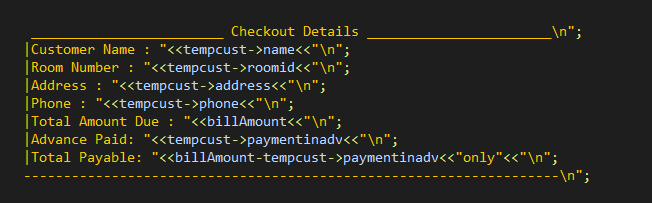 ________________________ Checkout Details _______________________\n";
|Customer Name : "<<tempcust->name<<"\n";
|Room Number : "<<tempcust->roomid<<"\n";
|Address : "<<tempcust->address<<"\n";
|Phone : "<<tempcust->phone<<"\n";
|Total Amount Due : "<<billAmount<<"\n";
|Advance Paid: "<<tempcust->paymentinadv<<"\n";
|Total Payable: "<<billAmount-tempcust->paymentinadv<<"only"<<"\n";
-------------------------------------------------------------------\n";